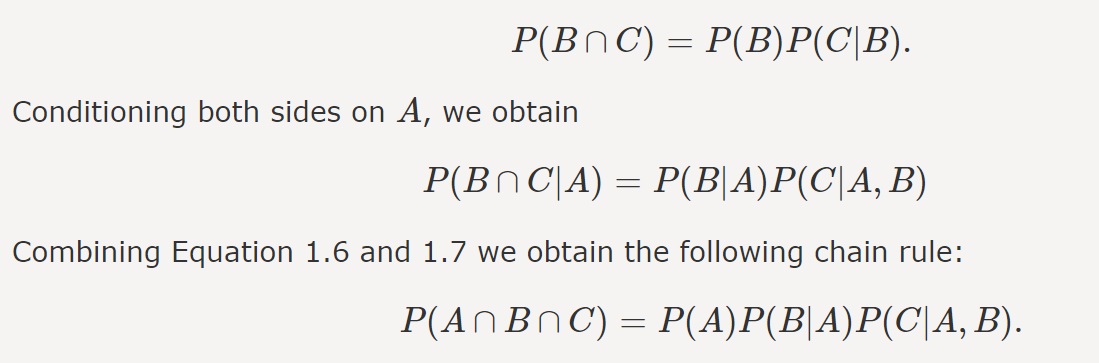 P(B ∩ C) = P(B)P(C|B).
Conditioning both sides on A, we obtain
P(B ∩ C|A) = P(B|A)P(C|A, B)
Combining Equation 1.6 and 1.7 we obtain the following chain rule:
P(A ∩ B ∩ C) = P(A)P(B|A)P(C|A, B).